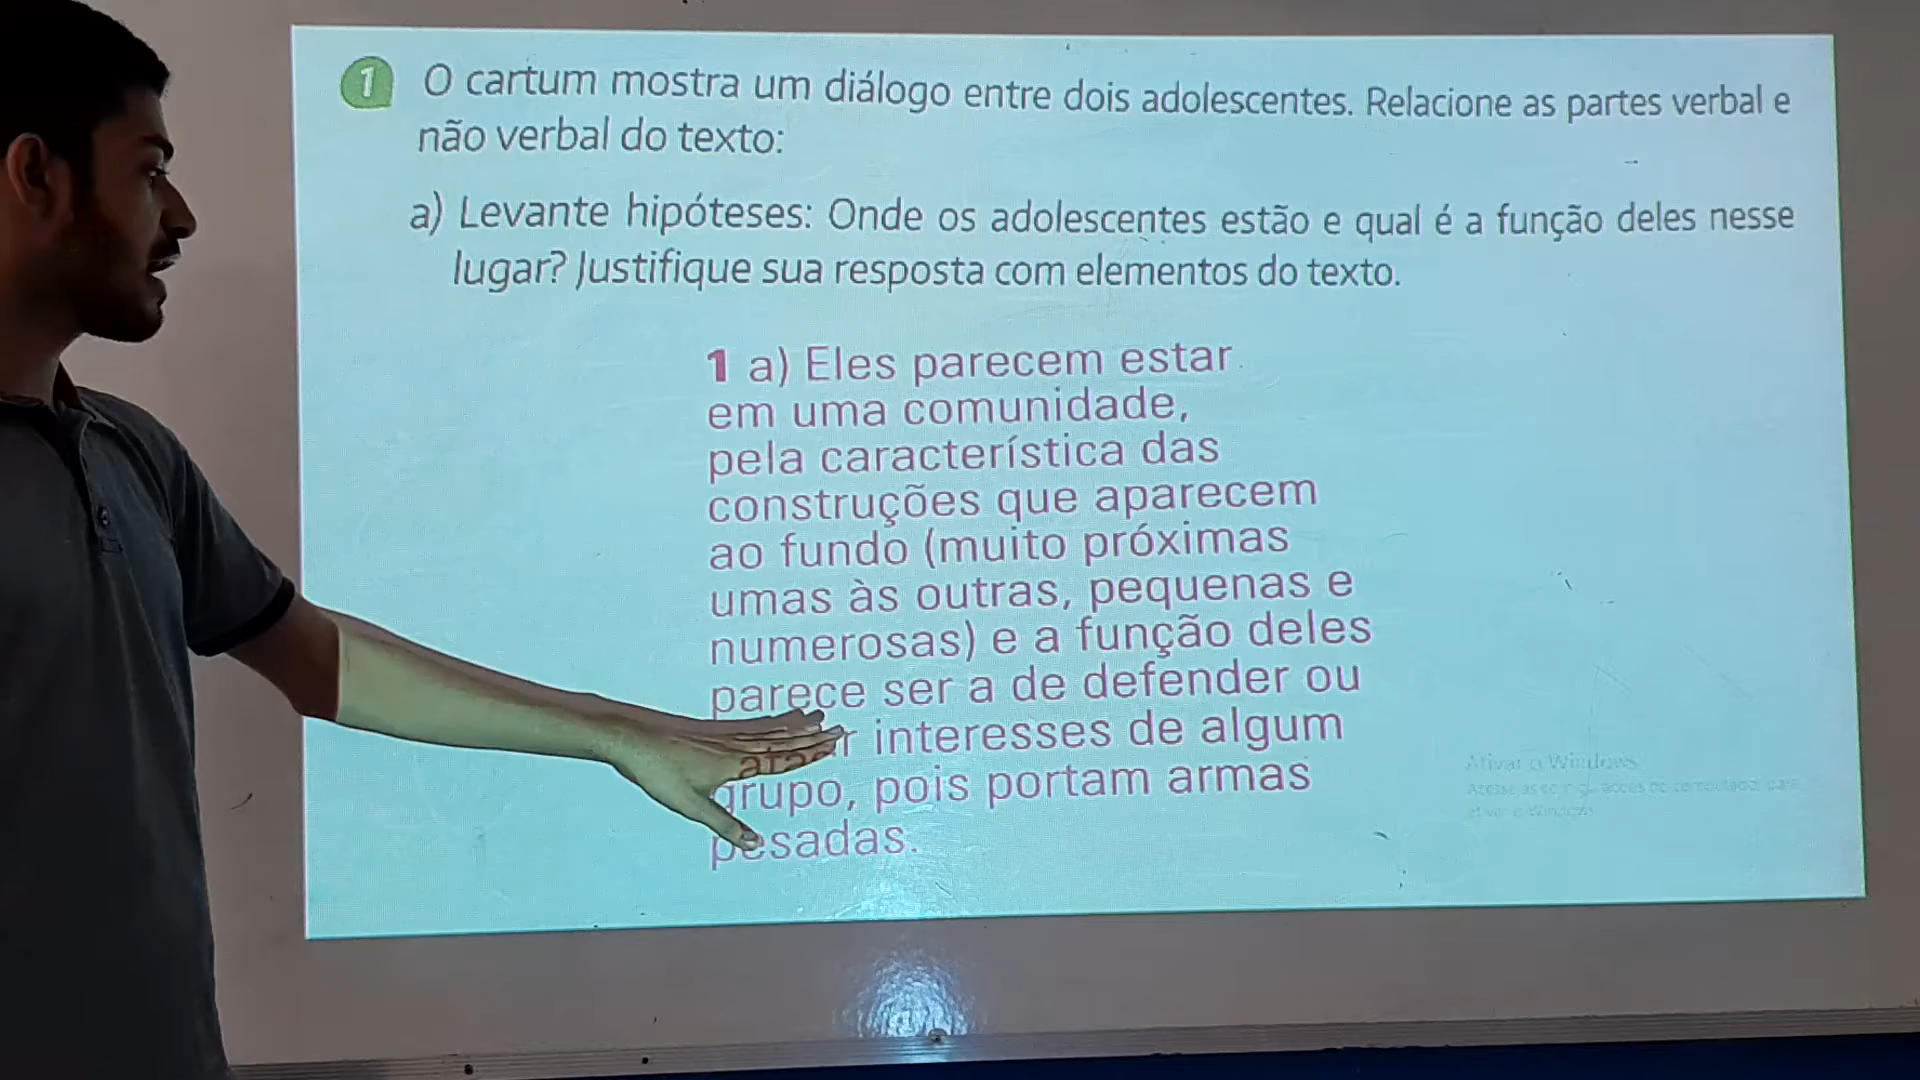 1 O cartum mostra um diálogo entre dois adolescentes. Relacione as partes verbal e
não verbal do texto:
a) Levante hipóteses: Onde os adolescentes estão e qual é a função deles nesse
lugar? Justifique sua resposta com elementos do texto.
1 a) Eles parecem estar
em uma comunidade,
pela característica das
construções que aparecem
ao fundo (muito próximas
umas às outras, pequenas e
numerosas) e a função deles
parece ser a de defender ou
interesses de algum
grupo, pois portam armas
pesadas.
Ativar o Windows